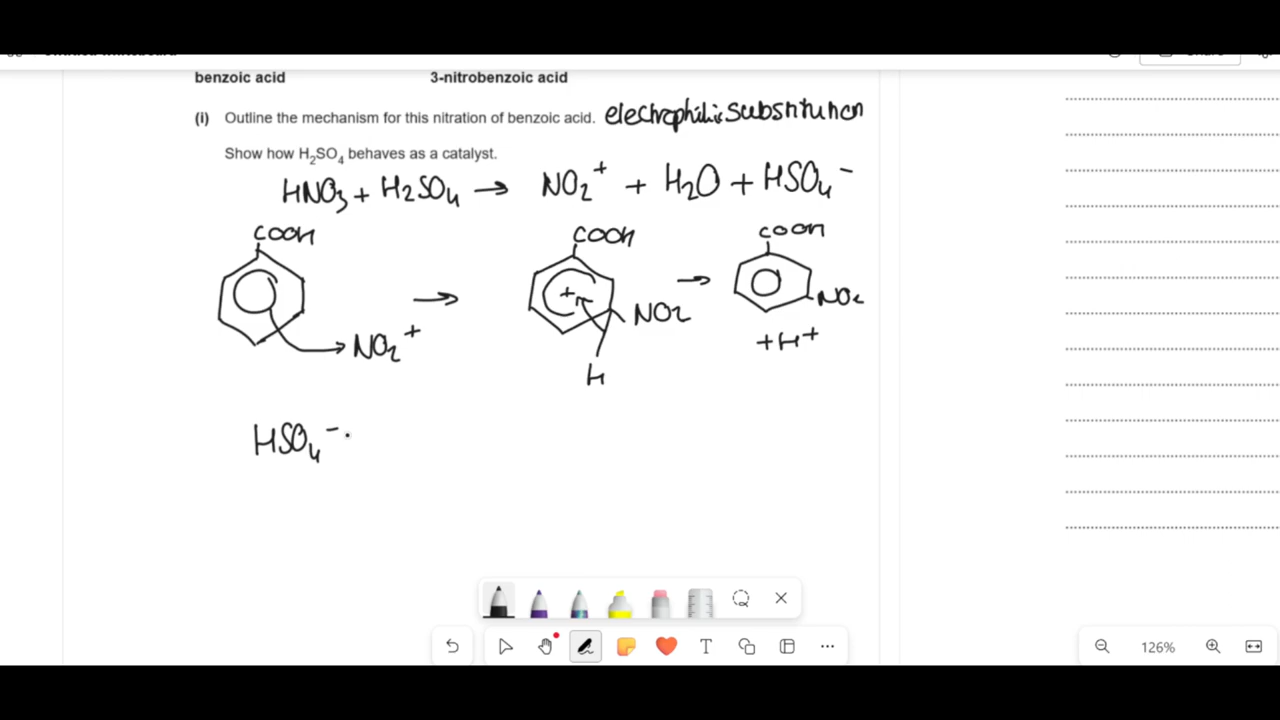 benzoic acid 3-nitrobenzoic acid
(i) Outline the mechanism for this nitration of benzoic acid. electrophilic substitution
Show how H₂SO₄ behaves as a catalyst.
HNO₃ + H₂SO₄ → NO₂⁺ + H₂O + HSO₄⁻
COOH COOH COOH
+ → NO₂ → NO₂
NO₂⁺ + H⁺
H
HSO₄⁻
T
126%